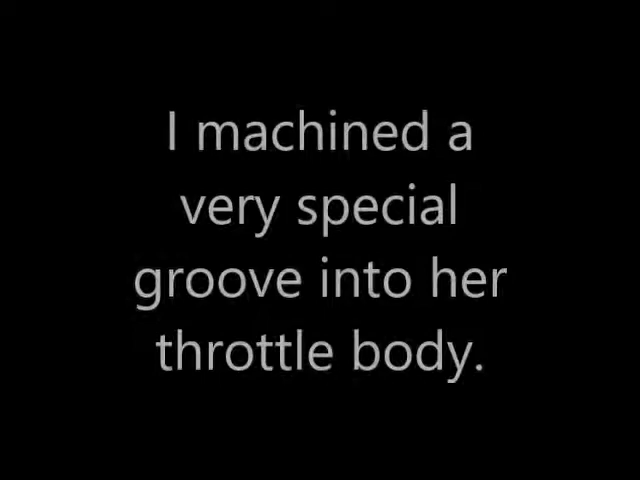 I machined a
very special
groove into her
throttle body.